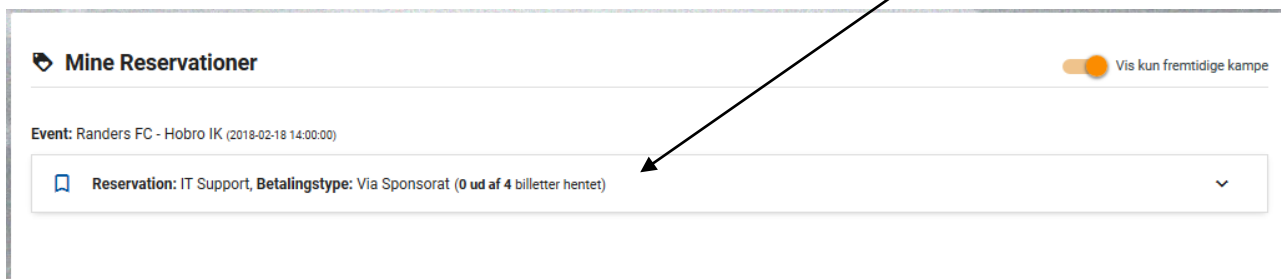 Mine Reservationer
Vis kun fremtidige kampe
Event: Randers FC - Hobro IK (2018-02-18 14:00:00)
Reservation: IT Support, Betalingstype: Via Sponsorat (0 ud af 4 billetter hentet)